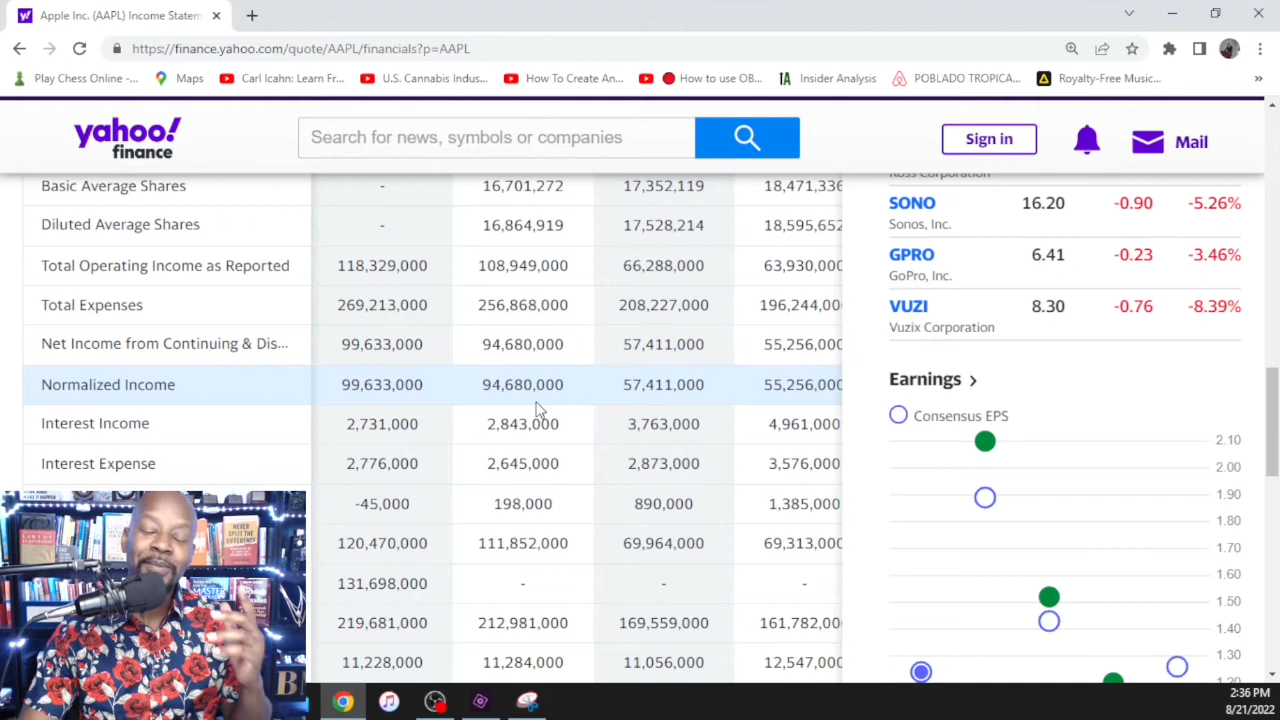 Apple Inc. (AAPL) Income Statem
https://finance.yahoo.com/quote/AAPL/financials?p=AAPL
Play Chess Online -... Maps Carl Icahn: Learn Fr... U.S. Cannabis Indus... How To Create An... How to use OB... IA Insider Analysis POBLADO TROPICA... Royalty-Free Music... »
yahoo!
finance
Search for news, symbols or companies
Sign in
Mail
Basic Average Shares - 16,701,272 17,352,119 18,471,336
Diluted Average Shares - 16,864,919 17,528,214 18,595,652
Total Operating Income as Reported 118,329,000 108,949,000 66,288,000 63,930,000
Total Expenses 269,213,000 256,868,000 208,227,000 196,244,000
Net Income from Continuing & Dis... 99,633,000 94,680,000 57,411,000 55,256,000
Normalized Income 99,633,000 94,680,000 57,411,000 55,256,000
Interest Income 2,731,000 2,843,000 3,763,000 4,961,000
Interest Expense 2,776,000 2,645,000 2,873,000 3,576,000
-45,000 198,000 890,000 1,385,000
120,470,000 111,852,000 69,964,000 69,313,000
131,698,000 - - -
219,681,000 212,981,000 169,559,000 161,782,000
11,228,000 11,284,000 11,056,000 12,547,000
Koss Corporation
SONO 16.20 -0.90 -5.26%
Sonos, Inc.
GPRO 6.41 -0.23 -3.46%
GoPro, Inc.
VUZI 8.30 -0.76 -8.39%
Vuzix Corporation
Earnings
Consensus EPS
2.10
2.00
1.90
1.80
1.70
1.60
1.50
1.40
1.30
1.20
NEVER
SPLIT THE
DIFFERENCE
MASTER
B
2:36 PM
8/21/2022